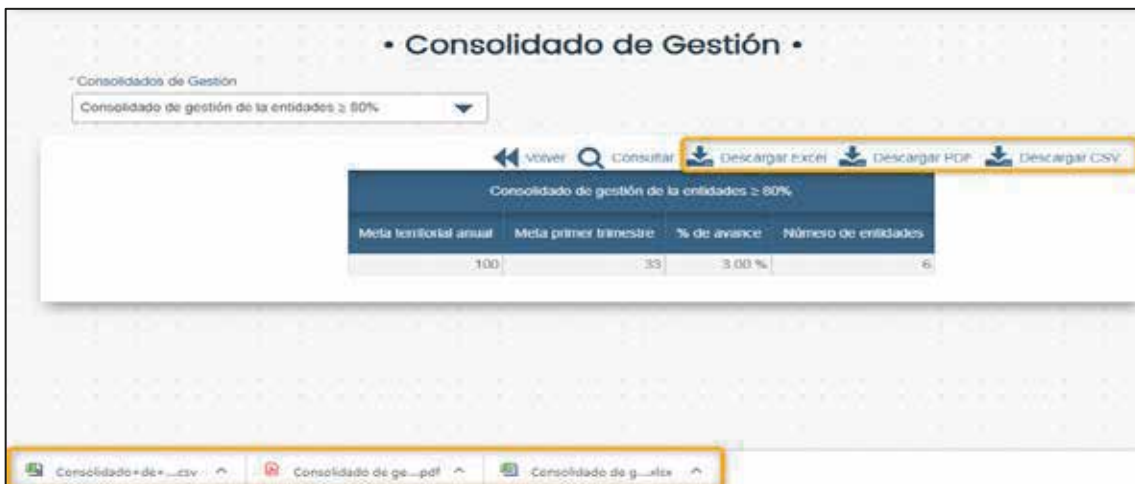 • Consolidado de Gestión •
* Consolidados de Gestión
Consolidado de gestión de la entidades ≥ 80%
Volver Consultar Descargar Excel Descargar PDF Descargar CSV
Consolidado de gestión de la entidades ≥ 80%
Meta territorial anual Meta primer trimestre % de avance Número de entidades
100 33 3.00 % 6
Consolidado+de+....csv Consolidado de ge....pdf Consolidado de g....xlsx